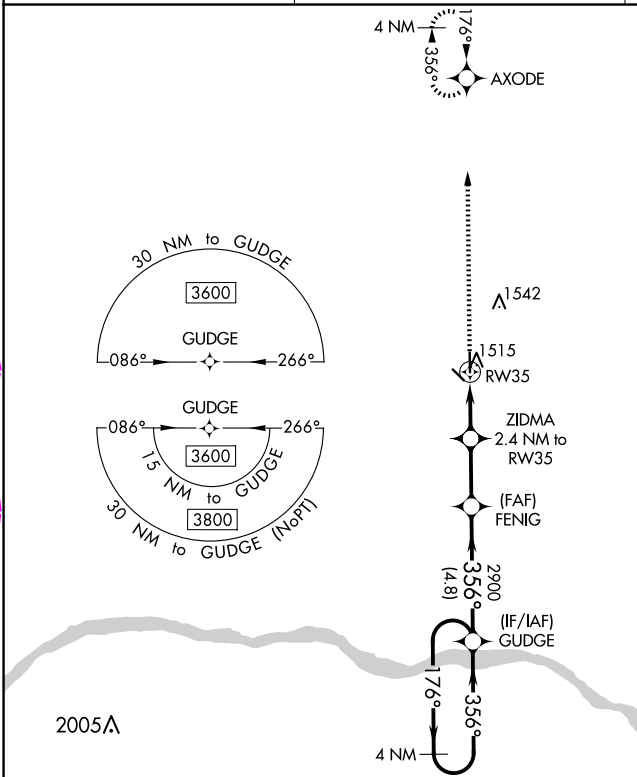 4 NM
176°
356°
AXODE
30 NM to GUDGE
3600
GUDGE
086°
266°
1542
1515
RW35
GUDGE
086°
266°
3600
15 NM to GUDGE
3800
30 NM to GUDGE (NoPT)
ZIDMA
2.4 NM to
RW35
(FAF)
FENIG
2900
356°
(4.8)
(IF/IAF)
GUDGE
176°
356°
4 NM
2005